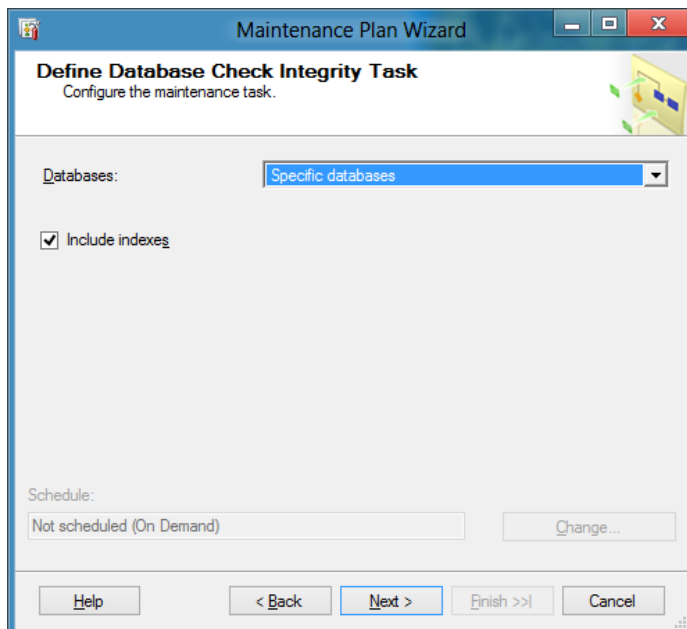 Maintenance Plan Wizard
Define Database Check Integrity Task
Configure the maintenance task.
Databases:
Specific databases
Include indexes
Schedule:
Not scheduled (On Demand)
Change...
Help
< Back
Next >
Finish >>|
Cancel